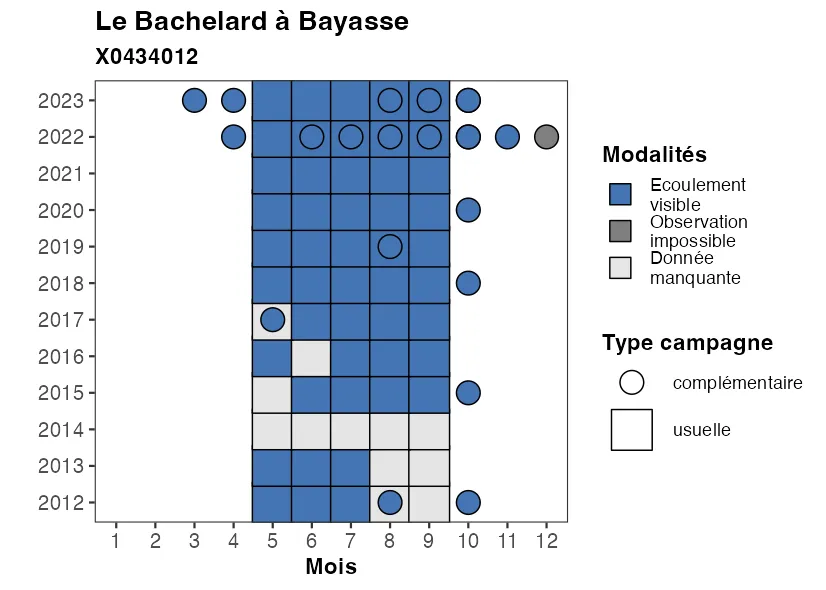 Le Bachelard à Bayasse
X0434012
2023
2022
2021
2020
2019
2018
2017
2016
2015
2014
2013
2012
1 2 3 4 5 6 7 8 9 10 11 12
Mois
Modalités
Ecoulement
visible
Observation
impossible
Donnée
manquante
Type campagne
complémentaire
usuelle